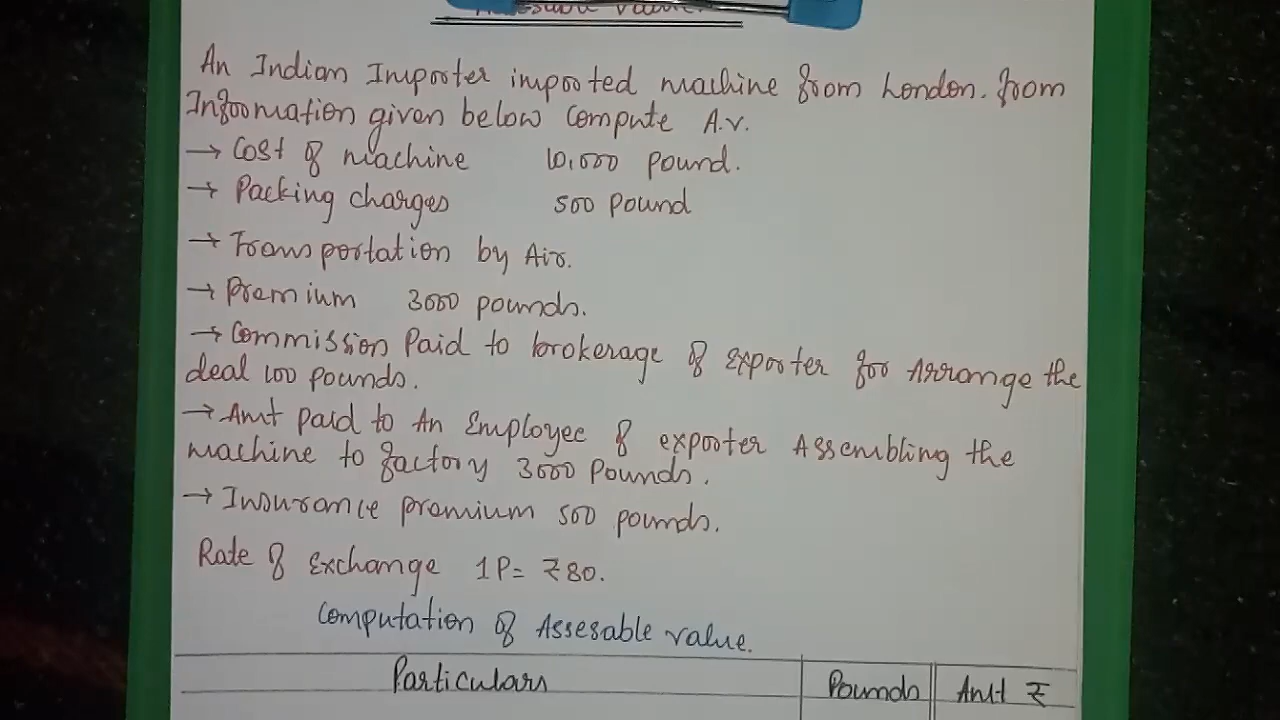 An Indian Importer imported machine from London. from
Information given below compute A.V.
→ Cost of machine 10,000 pound.
→ Packing charges 500 pound
→ Transportation by Air.
→ Premium 3000 pounds.
→ Commission Paid to brokerage of Exporter for Arrange the
deal 100 pounds.
→ Amt paid to An Employee of exporter Assembling the
machine to factory 3000 Pounds.
→ Insurance premium 500 pounds.
Rate of Exchange 1P = ₹80.
Computation of Assesable value.
Particulars Pounds Amt ₹